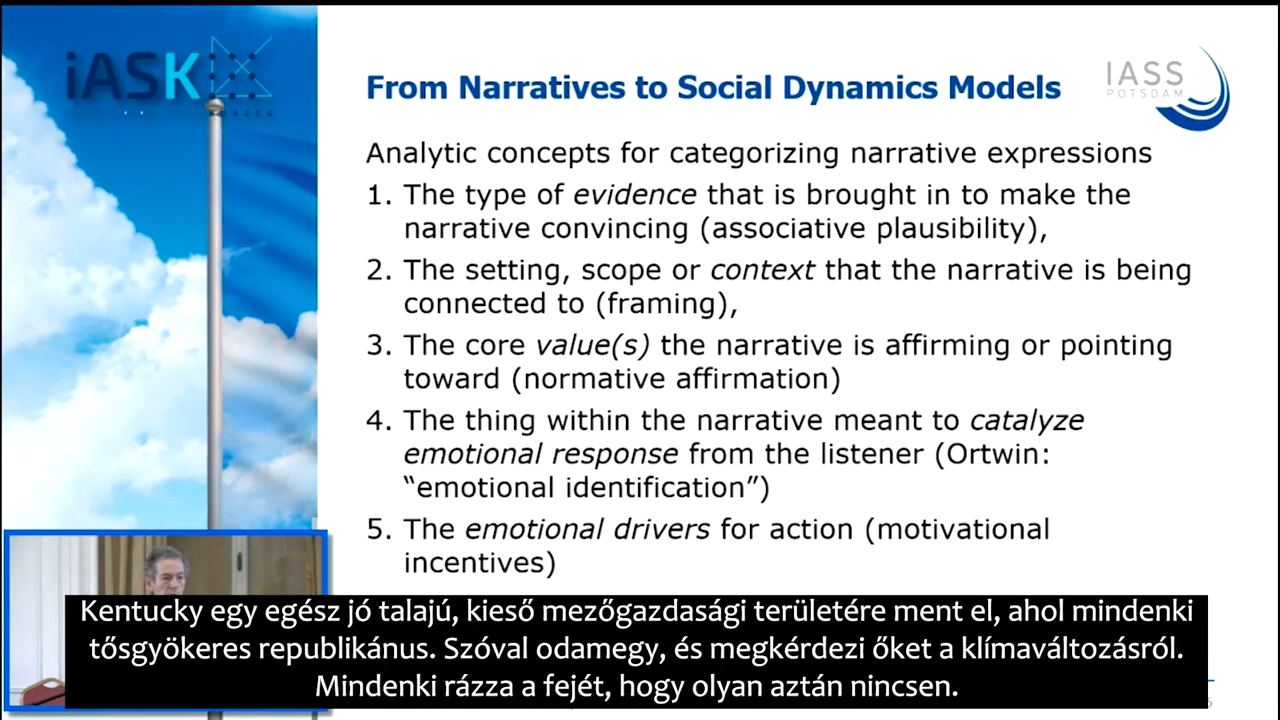 iASK
KOSZEG
From Narratives to Social Dynamics Models
IASS
POTSDAM
Analytic concepts for categorizing narrative expressions
1. The type of evidence that is brought in to make the
narrative convincing (associative plausibility),
2. The setting, scope or context that the narrative is being
connected to (framing),
3. The core value(s) the narrative is affirming or pointing
toward (normative affirmation)
4. The thing within the narrative meant to catalyze
emotional response from the listener (Ortwin:
“emotional identification”)
5. The emotional drivers for action (motivational
incentives)
Kentucky egy egész jó talajú, kieső mezőgazdasági területére ment el, ahol mindenki
tősgyökeres republikánus. Szóval odamegy, és megkérdezi őket a klímaváltozásról.
Mindenki rázza a fejét, hogy olyan aztán nincsen.